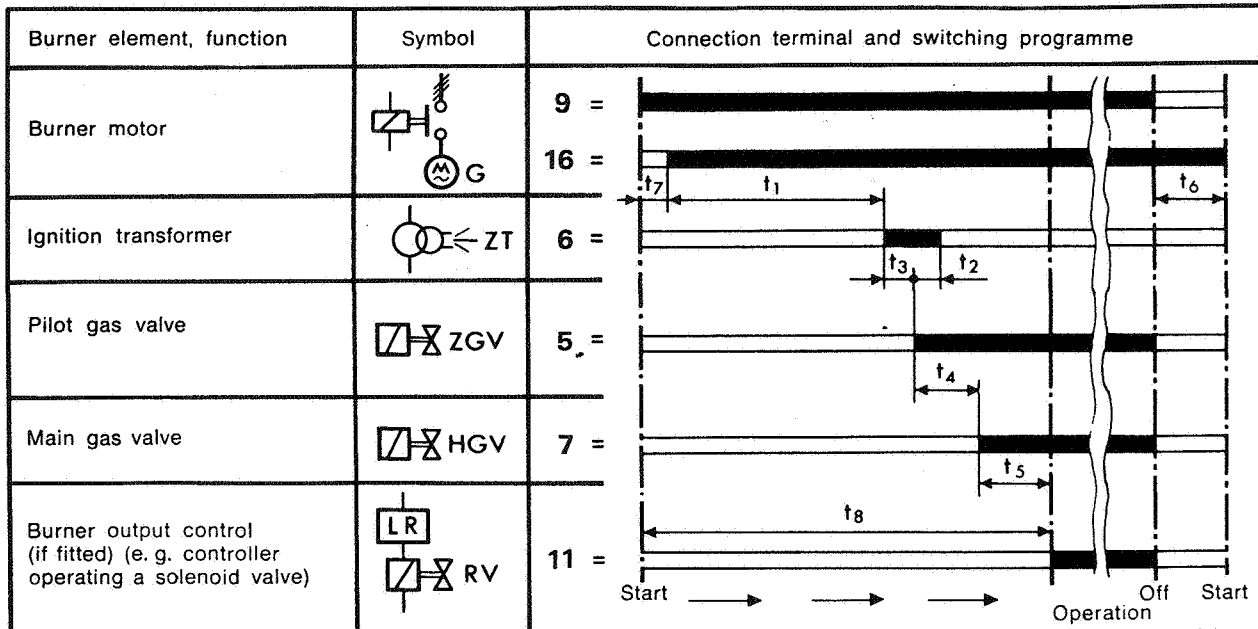 Burner element, function
Symbol
Connection terminal and switching programme
Burner motor
G
9 =
16 =
t7
t1
t6
Ignition transformer
ZT
6 =
t3
t2
Pilot gas valve
ZGV
5 =
t4
Main gas valve
HGV
7 =
t5
Burner output control
(if fitted) (e. g. controller
operating a solenoid valve)
LR
RV
11 =
t8
Start
Operation
Off
Start